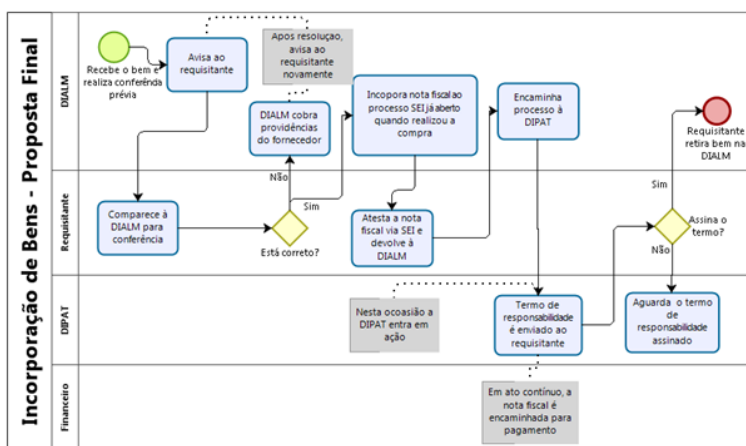 Incorporação de Bens - Proposta Final
DIALM
Recebe o bem e
realiza conferência
prévia
Avisa ao
requisitante
Apos resolução,
avisa ao
requisitante
novamente
DIALM cobra
providências
do fornecedor
Não
Incopora nota fiscal ao
processo SEI já aberto
quando realizou a
compra
Encaminha
processo à
DIPAT
Requisitante
retira bem na
DIALM
Requisitante
Comparece à
DIALM para
conferência
Sim
Está correto?
Atesta a nota
fiscal via SEI e
devolve à
DIALM
Sim
Assina o
termo?
Não
DIPAT
Nesta ocoasião a
DIPAT entra em
ação
Termo de
responsabilidade
é enviado ao
requisitante
Aguarda o termo
de
responsabilidade
assinado
Financeiro
Em ato contínuo, a
nota fiscal é
encaminhada para
pagamento